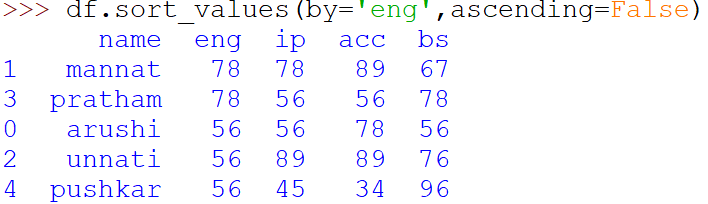 >>> df.sort_values(by='eng',ascending=False)
      name  eng  ip  acc  bs
1   mannat   78  78   89  67
3  pratham   78  56   56  78
0   arushi   56  56   78  56
2   unnati   56  89   89  76
4  pushkar   56  45   34  96